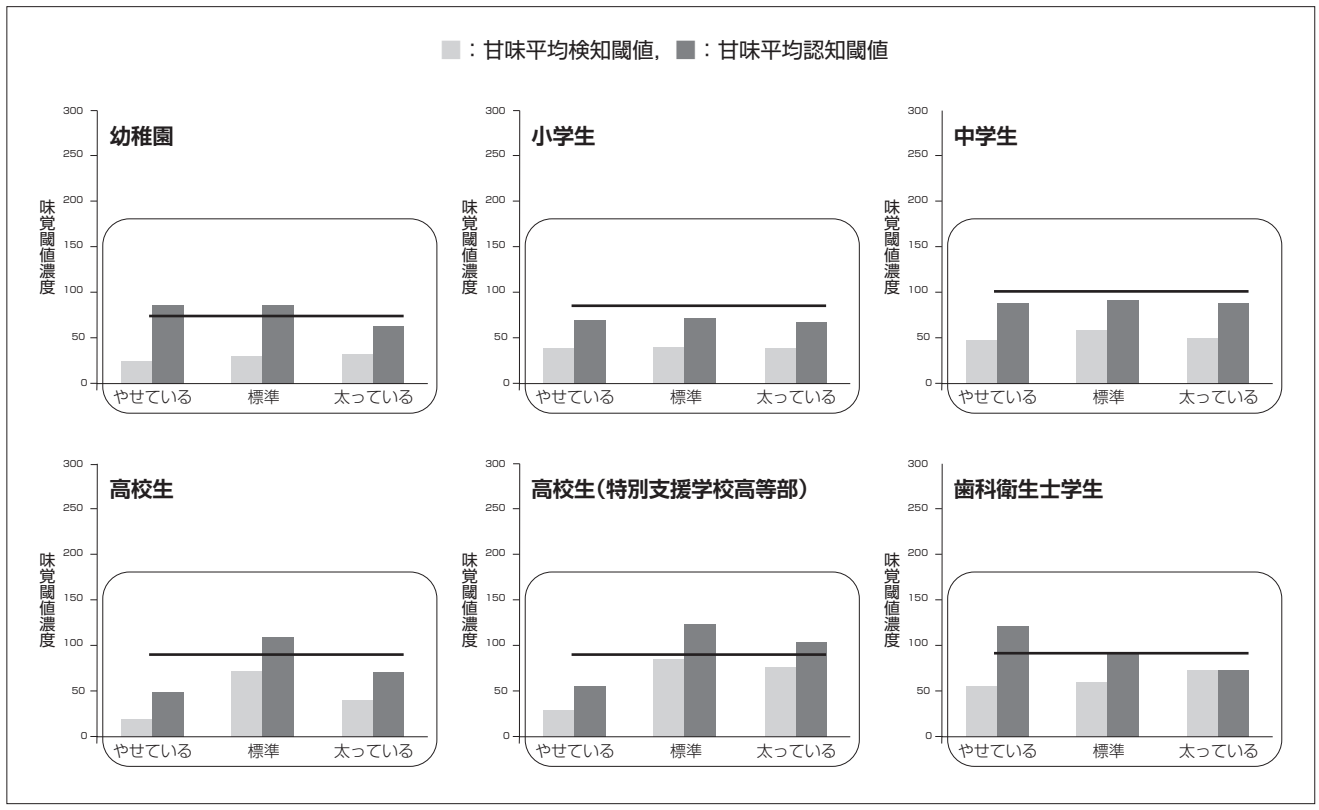 ■：甘味平均検知閾値，■：甘味平均認知閾値
幼稚園
味覚閾値濃度
300
250
200
150
100
50
0
やせている 標準 太っている
小学生
味覚閾値濃度
300
250
200
150
100
50
0
やせている 標準 太っている
中学生
味覚閾値濃度
300
250
200
150
100
50
0
やせている 標準 太っている
高校生
味覚閾値濃度
300
250
200
150
100
50
0
やせている 標準 太っている
高校生（特別支援学校高等部）
味覚閾値濃度
300
250
200
150
100
50
0
やせている 標準 太っている
歯科衛生士学生
味覚閾値濃度
300
250
200
150
100
50
0
やせている 標準 太っている